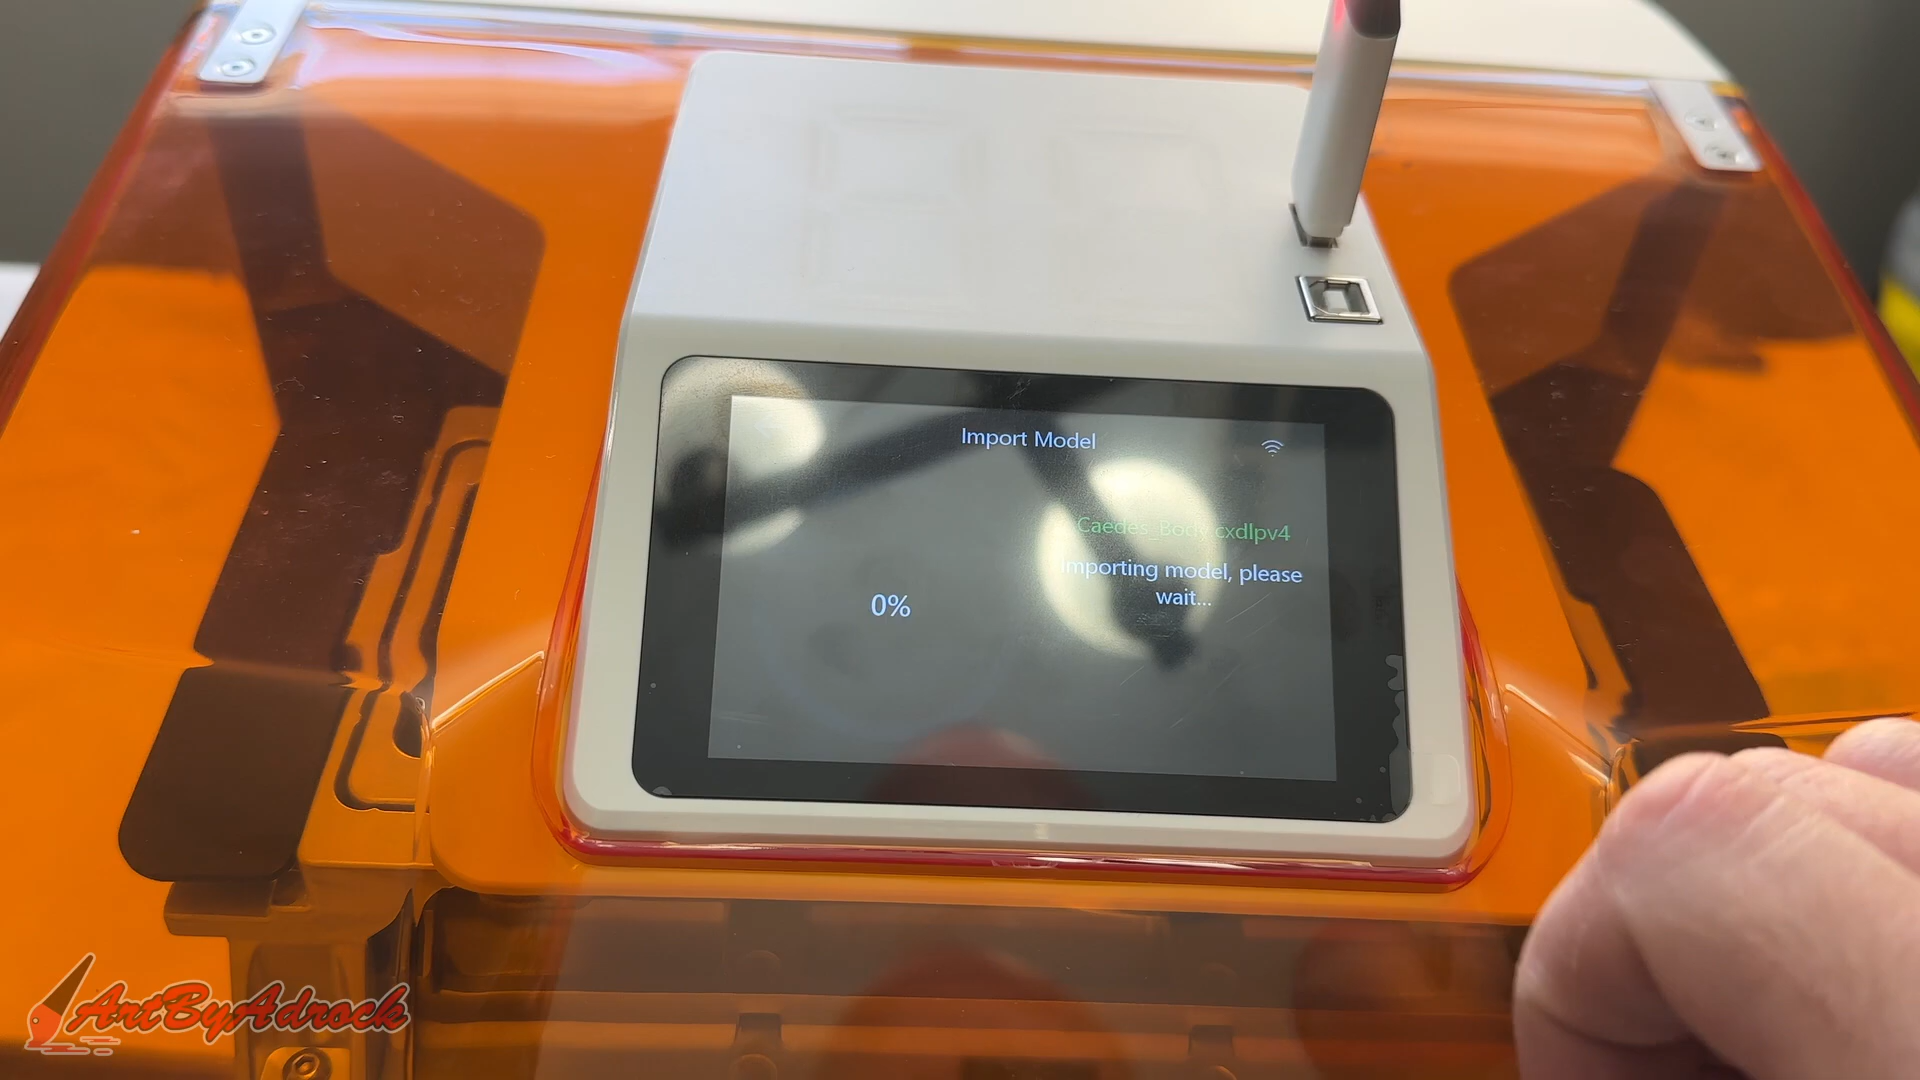 Import Model
Caedes_Body.cxdlpv4
Importing model, please
wait...
0%
ArtByAdrock